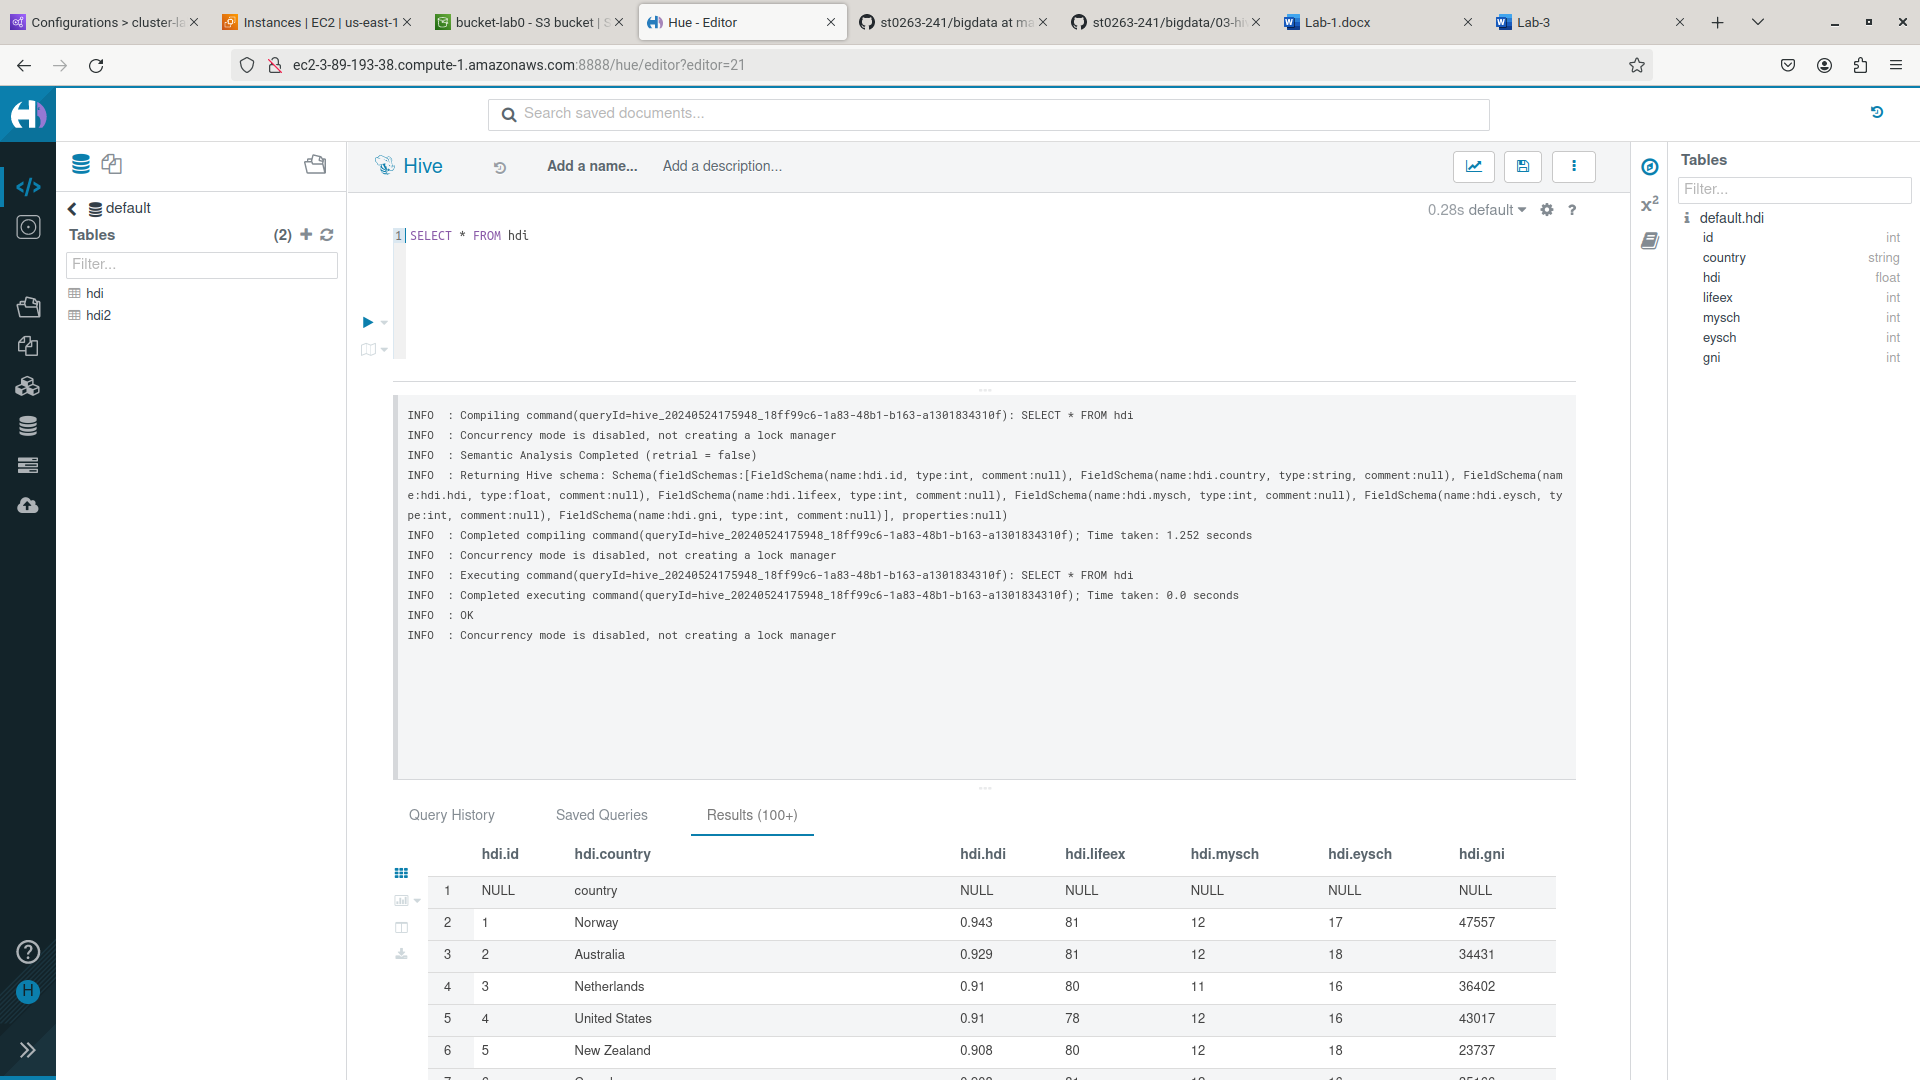 Configurations > cluster-la
Instances | EC2 | us-east-1
bucket-lab0 - S3 bucket | S
Hue - Editor
st0263-241/bigdata at ma
st0263-241/bigdata/03-hi
Lab-1.docx
Lab-3
ec2-3-89-193-38.compute-1.amazonaws.com:8888/hue/editor?editor=21
Search saved documents...
default
Tables (2)
Filter...
hdi
hdi2
Hive
Add a name...
Add a description...
0.28s default
?
1 SELECT * FROM hdi
INFO : Compiling command(queryId=hive_20240524175948_18ff99c6-1a83-48b1-b163-a1301834310f): SELECT * FROM hdi
INFO : Concurrency mode is disabled, not creating a lock manager
INFO : Semantic Analysis Completed (retrial = false)
INFO : Returning Hive schema: Schema(fieldSchemas:[FieldSchema(name:hdi.id, type:int, comment:null), FieldSchema(name:hdi.country, type:string, comment:null), FieldSchema(nam
e:hdi.hdi, type:float, comment:null), FieldSchema(name:hdi.lifeex, type:int, comment:null), FieldSchema(name:hdi.mysch, type:int, comment:null), FieldSchema(name:hdi.eysch, ty
pe:int, comment:null), FieldSchema(name:hdi.gni, type:int, comment:null)], properties:null)
INFO : Completed compiling command(queryId=hive_20240524175948_18ff99c6-1a83-48b1-b163-a1301834310f); Time taken: 1.252 seconds
INFO : Concurrency mode is disabled, not creating a lock manager
INFO : Executing command(queryId=hive_20240524175948_18ff99c6-1a83-48b1-b163-a1301834310f): SELECT * FROM hdi
INFO : Completed executing command(queryId=hive_20240524175948_18ff99c6-1a83-48b1-b163-a1301834310f); Time taken: 0.0 seconds
INFO : OK
INFO : Concurrency mode is disabled, not creating a lock manager
Query History
Saved Queries
Results (100+)
hdi.id hdi.country hdi.hdi hdi.lifeex hdi.mysch hdi.eysch hdi.gni
1 NULL country NULL NULL NULL NULL NULL
2 1 Norway 0.943 81 12 17 47557
3 2 Australia 0.929 81 12 18 34431
4 3 Netherlands 0.91 80 11 16 36402
5 4 United States 0.91 78 12 16 43017
6 5 New Zealand 0.908 80 12 18 23737
x²
Tables
Filter...
default.hdi
id int
country string
hdi float
lifeex int
mysch int
eysch int
gni int
?
H